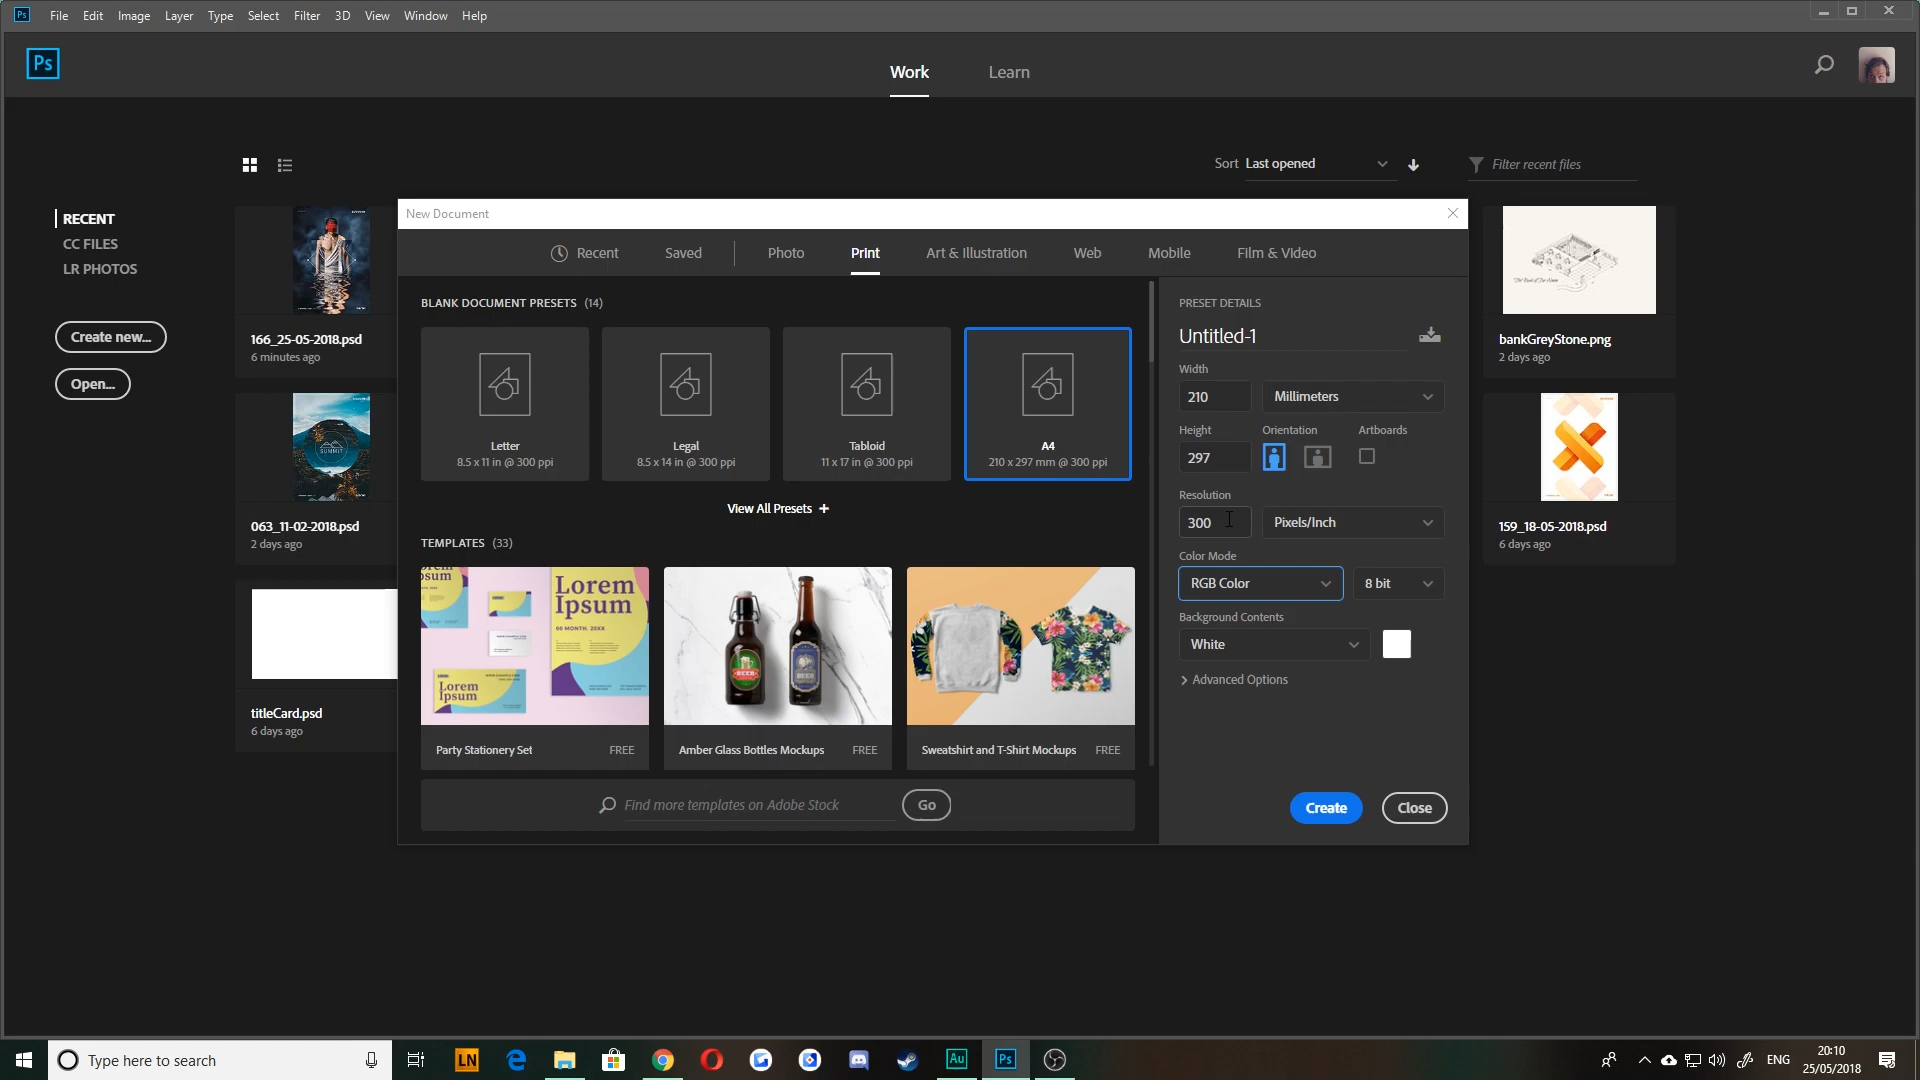 Ps File Edit Image Layer Type Select Filter 3D View Window Help
Ps
Work Learn
Sort Last opened
Filter recent files
RECENT
CC FILES
LR PHOTOS
Create new...
Open...
166_25-05-2018.psd
6 minutes ago
SUMMIT
063_11-02-2018.psd
2 days ago
titleCard.psd
6 days ago
bankGreyStone.png
2 days ago
159_18-05-2018.psd
6 days ago
New Document
Recent Saved Photo Print Art & Illustration Web Mobile Film & Video
BLANK DOCUMENT PRESETS (14)
Letter
8.5 x 11 in @ 300 ppi
Legal
8.5 x 14 in @ 300 ppi
Tabloid
11 x 17 in @ 300 ppi
A4
210 x 297 mm @ 300 ppi
View All Presets +
TEMPLATES (33)
Lorem
Ipsum
00 MONTH, 20XX
Lorem
Ipsum
BEER
BEER
Party Stationery Set FREE
Amber Glass Bottles Mockups FREE
Sweatshirt and T-Shirt Mockups FREE
Find more templates on Adobe Stock Go
PRESET DETAILS
Untitled-1
Width
210 Millimeters
Height Orientation Artboards
297
Resolution
300 Pixels/Inch
Color Mode
RGB Color 8 bit
Background Contents
White
Advanced Options
Create Close
Type here to search
LN
Au
Ps
ENG
20:10
25/05/2018